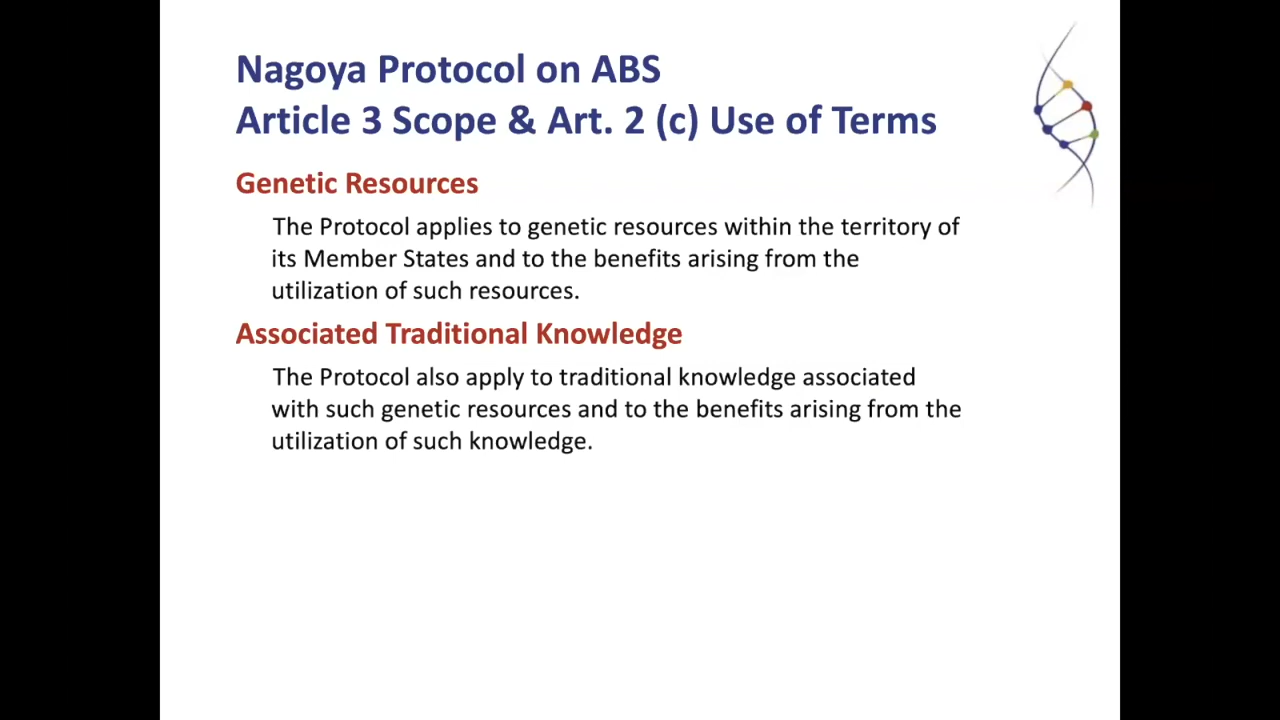 Nagoya Protocol on ABS
Article 3 Scope & Art. 2 (c) Use of Terms
Genetic Resources
The Protocol applies to genetic resources within the territory of
its Member States and to the benefits arising from the
utilization of such resources.
Associated Traditional Knowledge
The Protocol also apply to traditional knowledge associated
with such genetic resources and to the benefits arising from the
utilization of such knowledge.